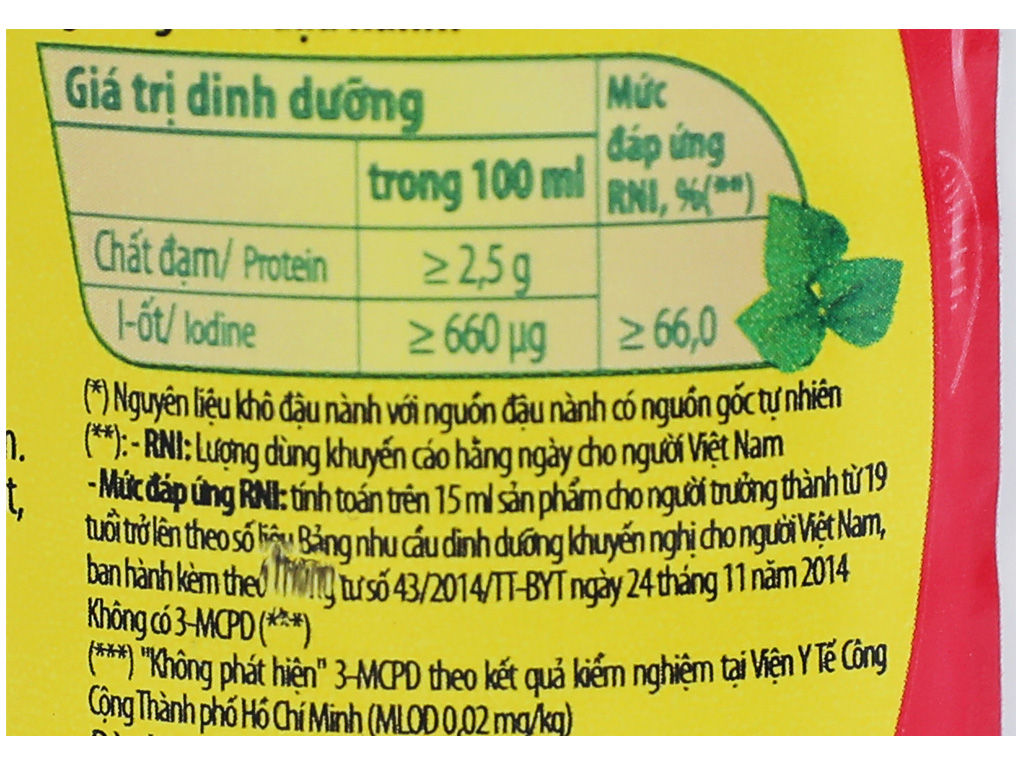 Giá trị dinh dưỡng
Mức
đáp ứng
RNI, %(**)
trong 100 ml
Chất đạm/ Protein ≥ 2,5 g
I-ốt/ Iodine ≥ 660 µg ≥ 66,0
(*) Nguyên liệu khô đậu nành với nguồn đậu nành có nguồn gốc tự nhiên
(**): - RNI: Lượng dùng khuyến cáo hằng ngày cho người Việt Nam
- Mức đáp ứng RNI: tính toán trên 15 ml sản phẩm cho người trưởng thành từ 19
tuổi trở lên theo số liệu Bảng nhu cầu dinh dưỡng khuyến nghị cho người Việt Nam,
ban hành kèm theo Thông tư số 43/2014/TT-BYT ngày 24 tháng 11 năm 2014
Không có 3-MCPD (***)
(***) "Không phát hiện" 3-MCPD theo kết quả kiểm nghiệm tại Viện Y Tế Công
Cộng Thành phố Hồ Chí Minh (MLOD 0,02 mg/kg)